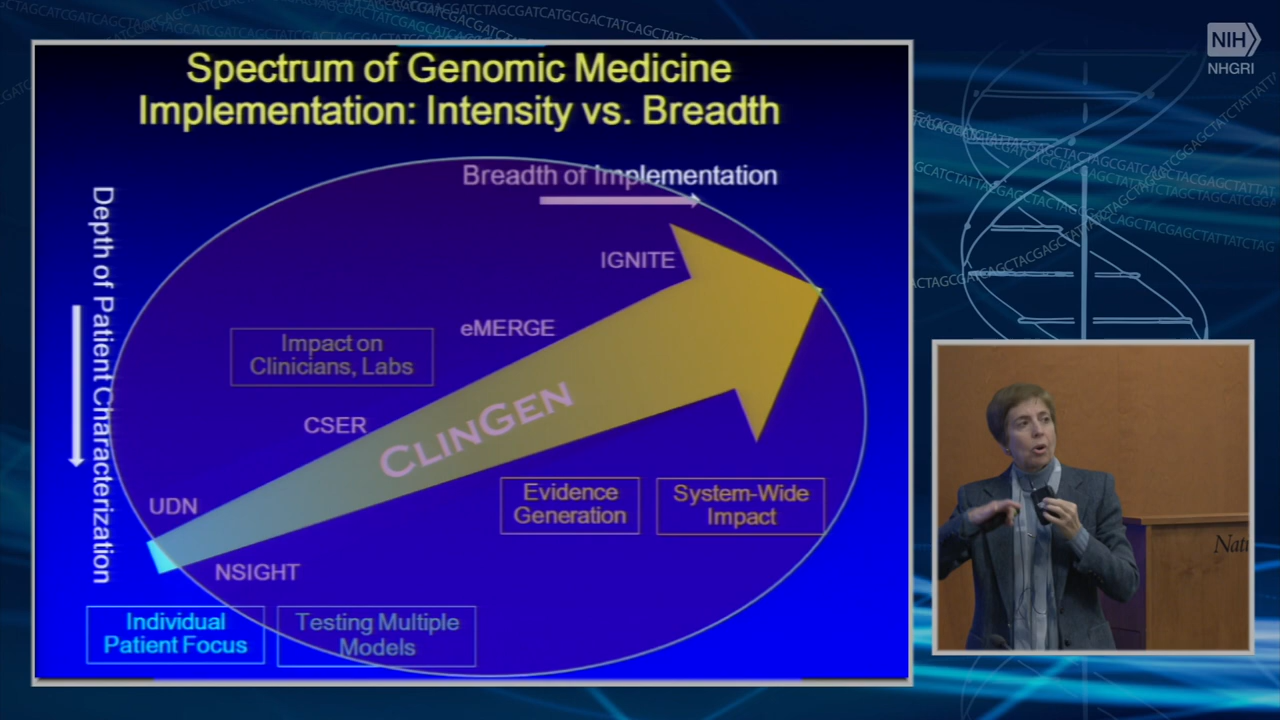 Spectrum of Genomic Medicine
Implementation: Intensity vs. Breadth
Breadth of Implementation
Depth of Patient Characterization
IGNITE
eMERGE
Impact on
Clinicians, Labs
CSER
CLINGEN
UDN
NSIGHT
Evidence
Generation
System-Wide
Impact
Individual
Patient Focus
Testing Multiple
Models
NIH
NHGRI